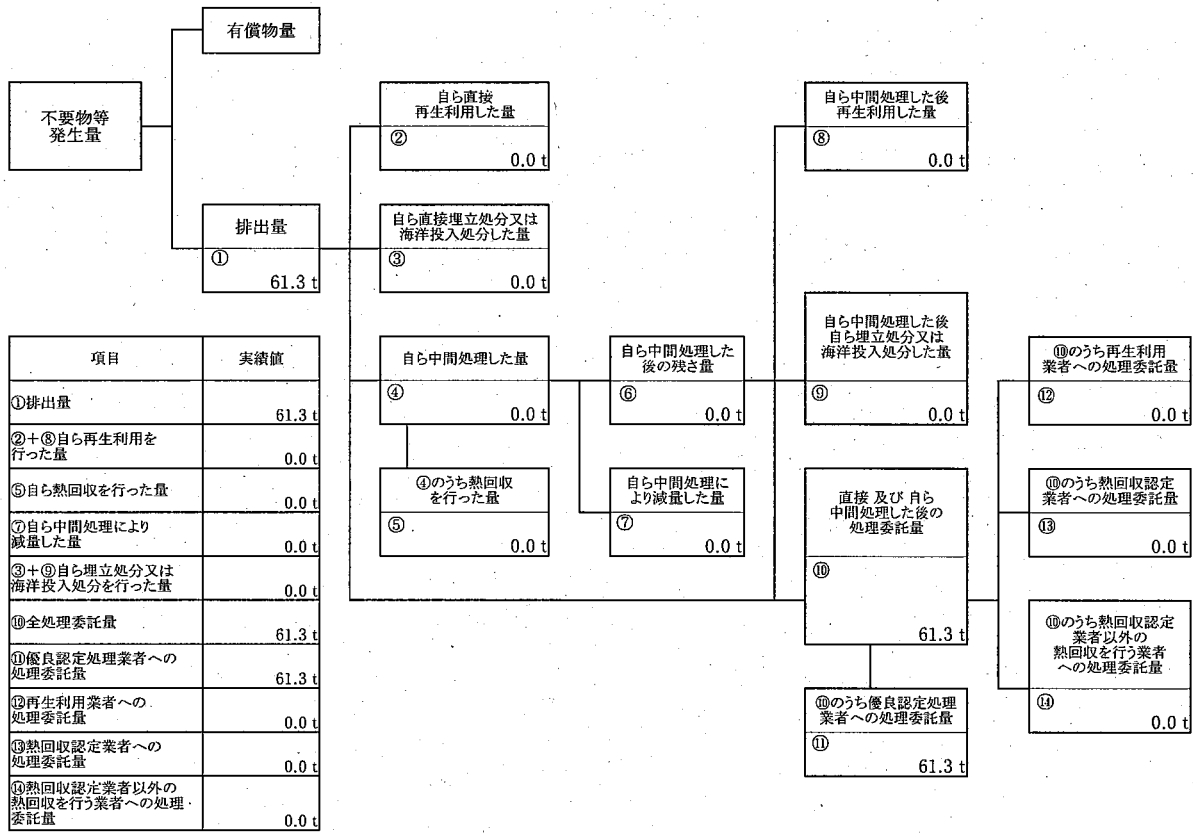 有償物量
不要物等
発生量
排出量
①
61.3 t
自ら直接
再生利用した量
②
0.0 t
自ら直接埋立処分又は
海洋投入処分した量
③
0.0 t
自ら中間処理した量
④
0.0 t
④のうち熱回収
を行った量
⑤
0.0 t
自ら中間処理した
後の残さ量
⑥
0.0 t
自ら中間処理に
より減量した量
⑦
0.0 t
自ら中間処理した後
再生利用した量
⑧
0.0 t
自ら中間処理した後
自ら埋立処分又は
海洋投入処分した量
⑨
0.0 t
直接 及び 自ら
中間処理した後の
処理委託量
⑩
61.3 t
⑩のうち優良認定処理
業者への処理委託量
⑪
61.3 t
⑩のうち再生利用
業者への処理委託量
⑫
0.0 t
⑩のうち熱回収認定
業者への処理委託量
⑬
0.0 t
⑩のうち熱回収認定
業者以外の
熱回収を行う業者
への処理委託量
⑭
0.0 t
項目 実績値
①排出量 61.3 t
②+⑧自ら再生利用を
行った量 0.0 t
⑤自ら熱回収を行った量 0.0 t
⑦自ら中間処理により
減量した量 0.0 t
③+⑨自ら埋立処分又は
海洋投入処分を行った量 0.0 t
⑩全処理委託量 61.3 t
⑪優良認定処理業者への
処理委託量 61.3 t
⑫再生利用業者への
処理委託量 0.0 t
⑬熱回収認定業者への
処理委託量 0.0 t
⑭熱回収認定業者以外の
熱回収を行う業者への処理
委託量 0.0 t